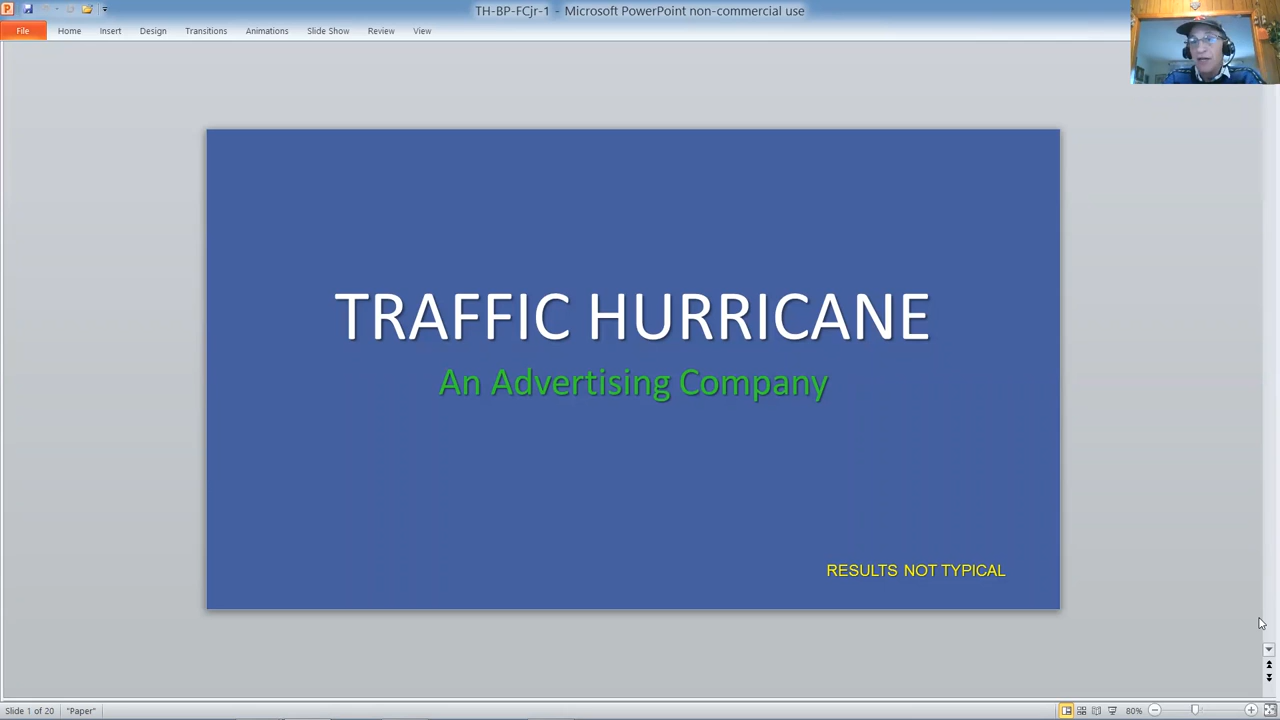 TH-BP-FCjr-1 - Microsoft PowerPoint non-commercial use
File Home Insert Design Transitions Animations Slide Show Review View
TRAFFIC HURRICANE
An Advertising Company
RESULTS NOT TYPICAL
Slide 1 of 20 "Paper" 80%